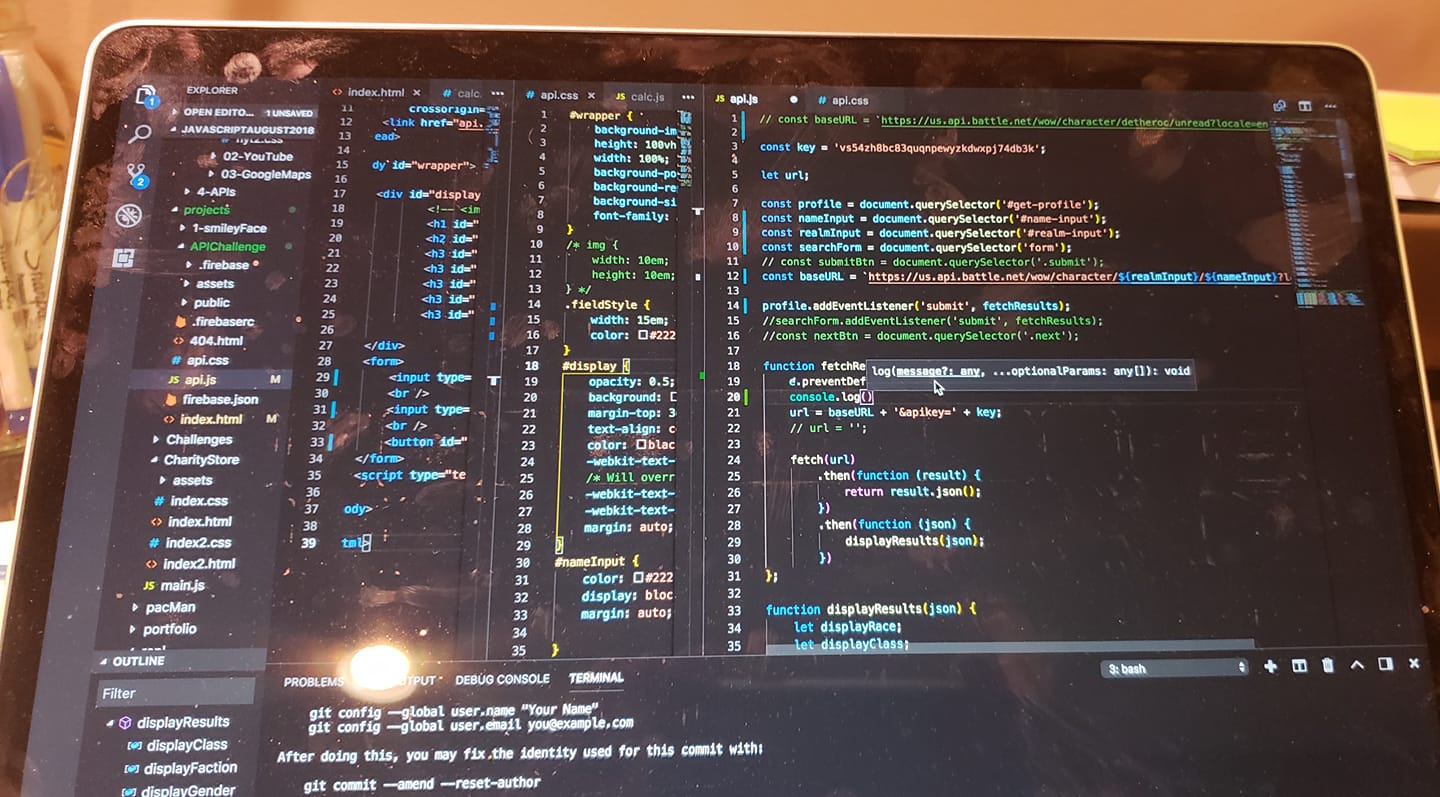 EXPLORER
OPEN EDITO... 1 UNSAVED
JAVASCRIPTAUGUST2018
02-YouTube
03-GoogleMaps
4-APIs
projects
1-smileyFace
APIChallenge
.firebase
assets
public
.firebaserc
404.html
api.css
api.js M
firebase.json
index.html M
Challenges
CharityStore
assets
index.css
index.html
index2.css
index2.html
main.js
pacMan
portfolio
OUTLINE
Filter
displayResults
displayClass
displayFaction
displayGender
index.html
calc.
11 crossorigin=
12 <link href="api.
13 ead>
14
15 dy id="wrapper">
16
17 <div id="display
18 <!-- <im
19 <h1 id="
20 <h2 id="
21 <h3 id="
22 <h3 id="
23 <h3 id="
24 <h3 id="
25 <h3 id="
26
27 </div>
28 <form>
29 <input type=
30 <br />
31 <input type=
32 <br />
33 <button id="
34 </form>
35 <script type="te
36
37 ody>
38
39 tml>
api.css JS calc.js
1 #wrapper {
2 background-im
3 height: 100vh
4 width: 100%;
5 background-po
6 background-re
7 background-si
8 font-family:
9 }
10 /* img {
11 width: 10em;
12 height: 10em;
13 } */
14 .fieldStyle {
15 width: 15em;
16 color: #222
17 }
18 #display {
19 opacity: 0.5;
20 background:
21 margin-top: 3
22 text-align: c
23 color: blac
24 -webkit-text-
25 /* Will overr
26 -webkit-text-
27 -webkit-text-
28 margin: auto;
29 }
30 #nameInput {
31 color: #222
32 display: bloc
33 margin: auto;
34
35 }
JS api.js # api.css
1 // const baseURL = `https://us.api.battle.net/wow/character/detheroc/unread?locale=en
2
3 const key = 'vs54zh8bc83quqnpewyzkdwxpj74db3k';
4
5 let url;
6
7 const profile = document.querySelector('#get-profile');
8 const nameInput = document.querySelector('#name-input');
9 const realmInput = document.querySelector('#realm-input');
10 const searchForm = document.querySelector('form');
11 // const submitBtn = document.querySelector('.submit');
12 const baseURL = `https://us.api.battle.net/wow/character/${realmInput}/${nameInput}?l
13
14 profile.addEventListener('submit', fetchResults);
15 //searchForm.addEventListener('submit', fetchResults);
16 //const nextBtn = document.querySelector('.next');
17
18 function fetchRe
log(message?: any, ...optionalParams: any[]): void
19 e.preventDef
20 console.log()
21 url = baseURL + '&apikey=' + key;
22 // url = '';
23
24 fetch(url)
25 .then(function (result) {
26 return result.json();
27 })
28 .then(function (json) {
29 displayResults(json);
30 })
31 };
32
33 function displayResults(json) {
34 let displayRace;
35 let displayClass;
PROBLEMS DEBUG CONSOLE TERMINAL
3: bash
git config --global user.name "Your Name"
git config --global user.email you@example.com
After doing this, you may fix the identity used for this commit with:
git commit --amend --reset-author